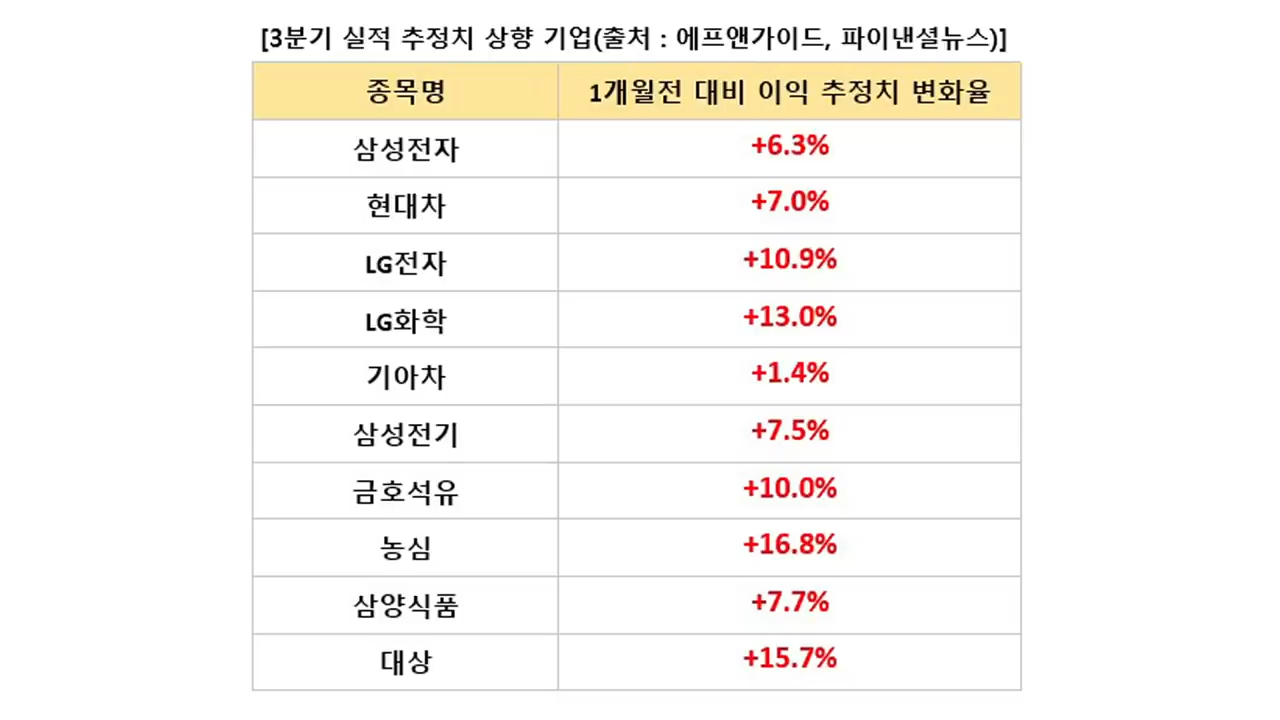 [3분기 실적 추정치 상향 기업(출처 : 에프앤가이드, 파이낸셜뉴스)]
종목명 1개월전 대비 이익 추정치 변화율
삼성전자 +6.3%
현대차 +7.0%
LG전자 +10.9%
LG화학 +13.0%
기아차 +1.4%
삼성전기 +7.5%
금호석유 +10.0%
농심 +16.8%
삼양식품 +7.7%
대상 +15.7%